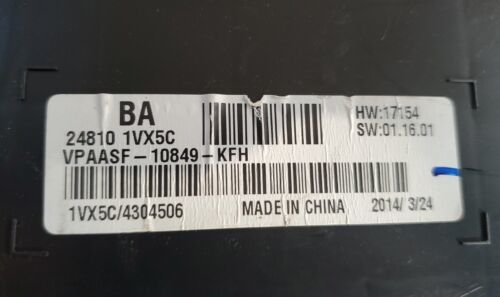 BA
HW:17154
24810 1VX5C
SW:01.16.01
VPAASF-10849-KFH
1VX5C/4304506
MADE IN CHINA
2014/ 3/24